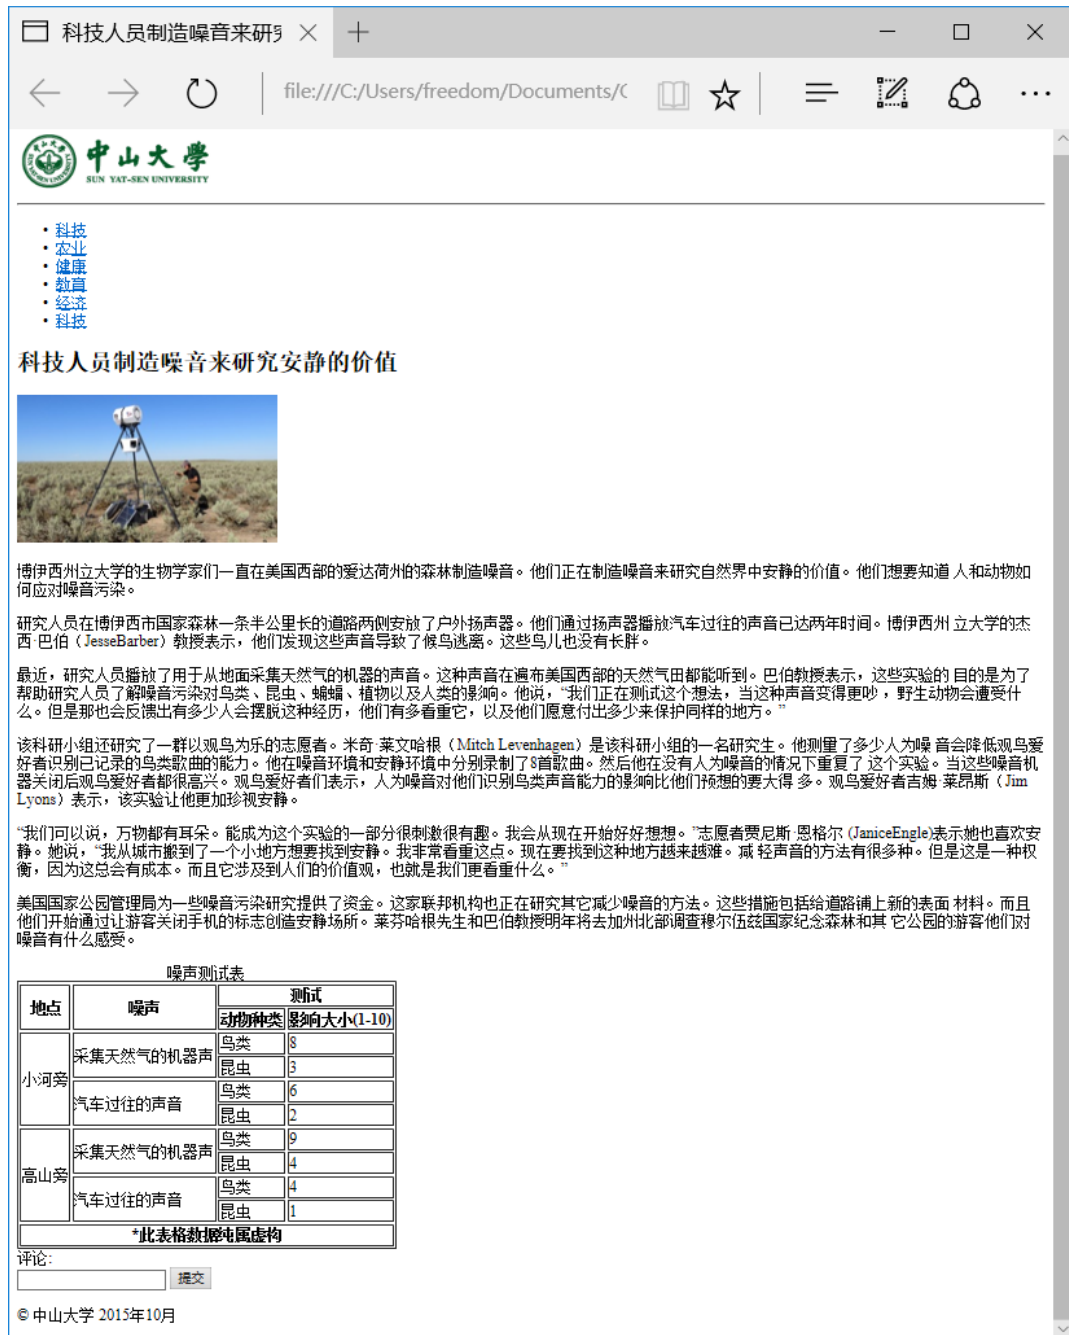 科技人员制造噪音来研究
file:///C:/Users/freedom/Documents/C
中山大學
SUN YAT-SEN UNIVERSITY
• 科技
• 农业
• 健康
• 教育
• 经济
• 科技
科技人员制造噪音来研究安静的价值
博伊西州立大学的生物学家们一直在美国西部的爱达荷州的森林制造噪音。他们正在制造噪音来研究自然界中安静的价值。他们想要知道 人和动物如
何应对噪音污染。
研究人员在博伊西市国家森林一条半公里长的道路两侧安放了户外扬声器。他们通过扬声器播放汽车过往的声音已达两年时间。博伊西州 立大学的杰
西·巴伯（JesseBarber）教授表示，他们发现这些声音导致了候鸟逃离。这些鸟儿也没有长胖。
最近，研究人员播放了用于从地面采集天然气的机器的声音。这种声音在遍布美国西部的天然气田都能听到。巴伯教授表示，这些实验的 目的是为了
帮助研究人员了解噪音污染对鸟类、昆虫、蝙蝠、植物以及人类的影响。他说，“我们正在测试这个想法，当这种声音变得更吵 ，野生动物会遭受什
么。但是那也会反馈出有多少人会摆脱这种经历，他们有多看重它，以及他们愿意付出多少来保护同样的地方。”
该科研小组还研究了一群以观鸟为乐的志愿者。米奇·莱文哈根（Mitch Levenhagen）是该科研小组的一名研究生。他测量了多少人为噪 音会降低观鸟爱
好者识别已记录的鸟类歌曲的能力。他在噪音环境和安静环境中分别录制了8首歌曲。然后他在没有人为噪音的情况下重复了 这个实验。当这些噪音机
器关闭后观鸟爱好者都很高兴。观鸟爱好者们表示，人为噪音对他们识别鸟类声音能力的影响比他们预想的要大得 多。观鸟爱好者吉姆·莱昂斯（Jim
Lyons）表示，该实验让他更加珍视安静。
“我们可以说，万物都有耳朵。能成为这个实验的一部分很刺激很有趣。我会从现在开始好好想想。”志愿者贾尼斯·恩格尔 (JaniceEngle)表示她也喜欢安
静。她说，“我从城市搬到了一个小地方想要找到安静。我非常看重这点。现在要找到这种地方越来越难。减 轻声音的方法有很多种。但是这是一种权
衡，因为这总会有成本。而且它涉及到人们的价值观，也就是我们更看重什么。”
美国国家公园管理局为一些噪音污染研究提供了资金。这家联邦机构也正在研究其它减少噪音的方法。这些措施包括给道路铺上新的表面 材料。而且
他们开始通过让游客关闭手机的标志创造安静场所。莱芬哈根先生和巴伯教授明年将去加州北部调查穆尔伍兹国家纪念森林和其 它公园的游客他们对
噪音有什么感受。
噪声测试表
地点 噪声 测试
动物种类 影响大小(1-10)
小河旁 采集天然气的机器声 鸟类 8
昆虫 3
汽车过往的声音 鸟类 6
昆虫 2
高山旁 采集天然气的机器声 鸟类 9
昆虫 4
汽车过往的声音 鸟类 4
昆虫 1
*此表格数据纯属虚构
评论:
提交
© 中山大学 2015年10月